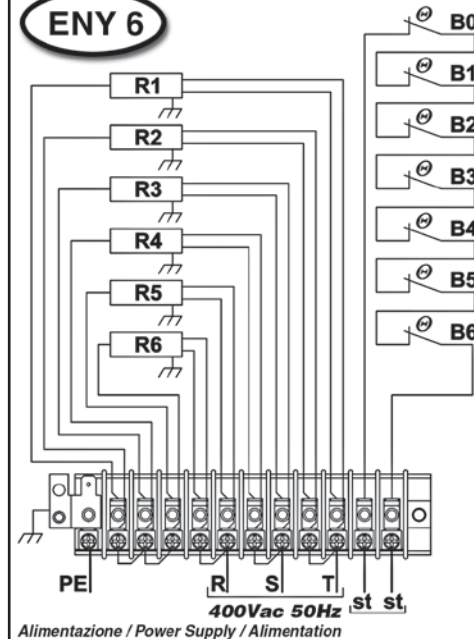 ENY 6
R1
R2
R3
R4
R5
R6
B0
B1
B2
B3
B4
B5
B6
PE R S T st st
400Vac 50Hz
Alimentazione / Power Supply / Alimentation